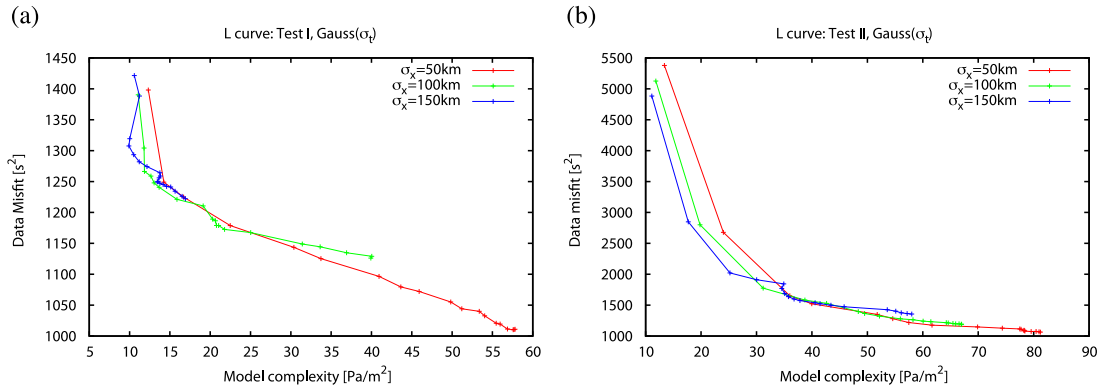 (a)
L curve: Test I, Gauss(σt)
1450
1400
1350
1300
1250
1200
1150
1100
1050
1000
Data Misfit [s²]
σx=50km
σx=100km
σx=150km
5 10 15 20 25 30 35 40 45 50 55 60
Model complexity [Pa/m²]
(b)
L curve: Test II, Gauss(σt)
5500
5000
4500
4000
3500
3000
2500
2000
1500
1000
Data misfit [s²]
σx=50km
σx=100km
σx=150km
10 20 30 40 50 60 70 80 90
Model complexity [Pa/m²]